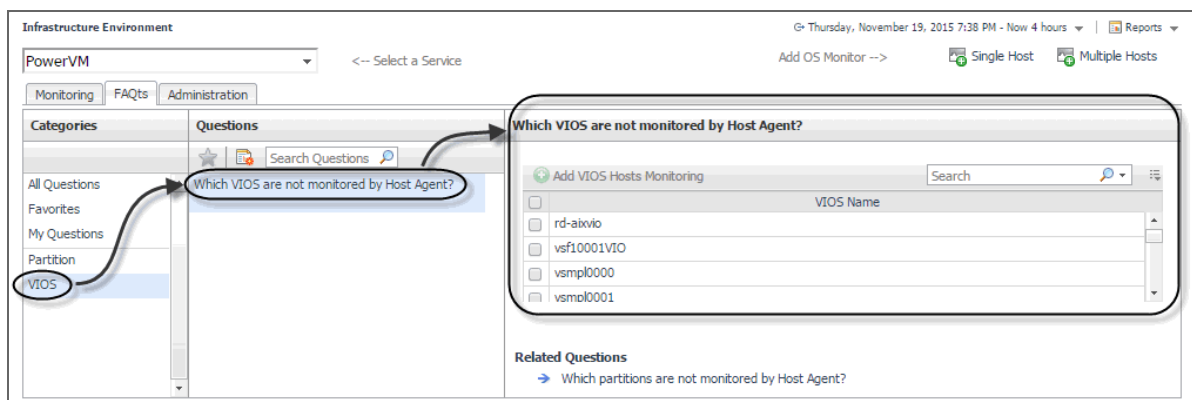 Infrastructure Environment
Thursday, November 19, 2015 7:38 PM - Now 4 hours
Reports
PowerVM
<-- Select a Service
Add OS Monitor -->
Single Host
Multiple Hosts
Monitoring
FAQts
Administration
Categories
Questions
Which VIOS are not monitored by Host Agent?
Search Questions
All Questions
Favorites
My Questions
Partition
VIOS
Which VIOS are not monitored by Host Agent?
Add VIOS Hosts Monitoring
Search
VIOS Name
rd-aixvio
vsf10001VIO
vsmpl0000
vsmpl0001
Related Questions
Which partitions are not monitored by Host Agent?